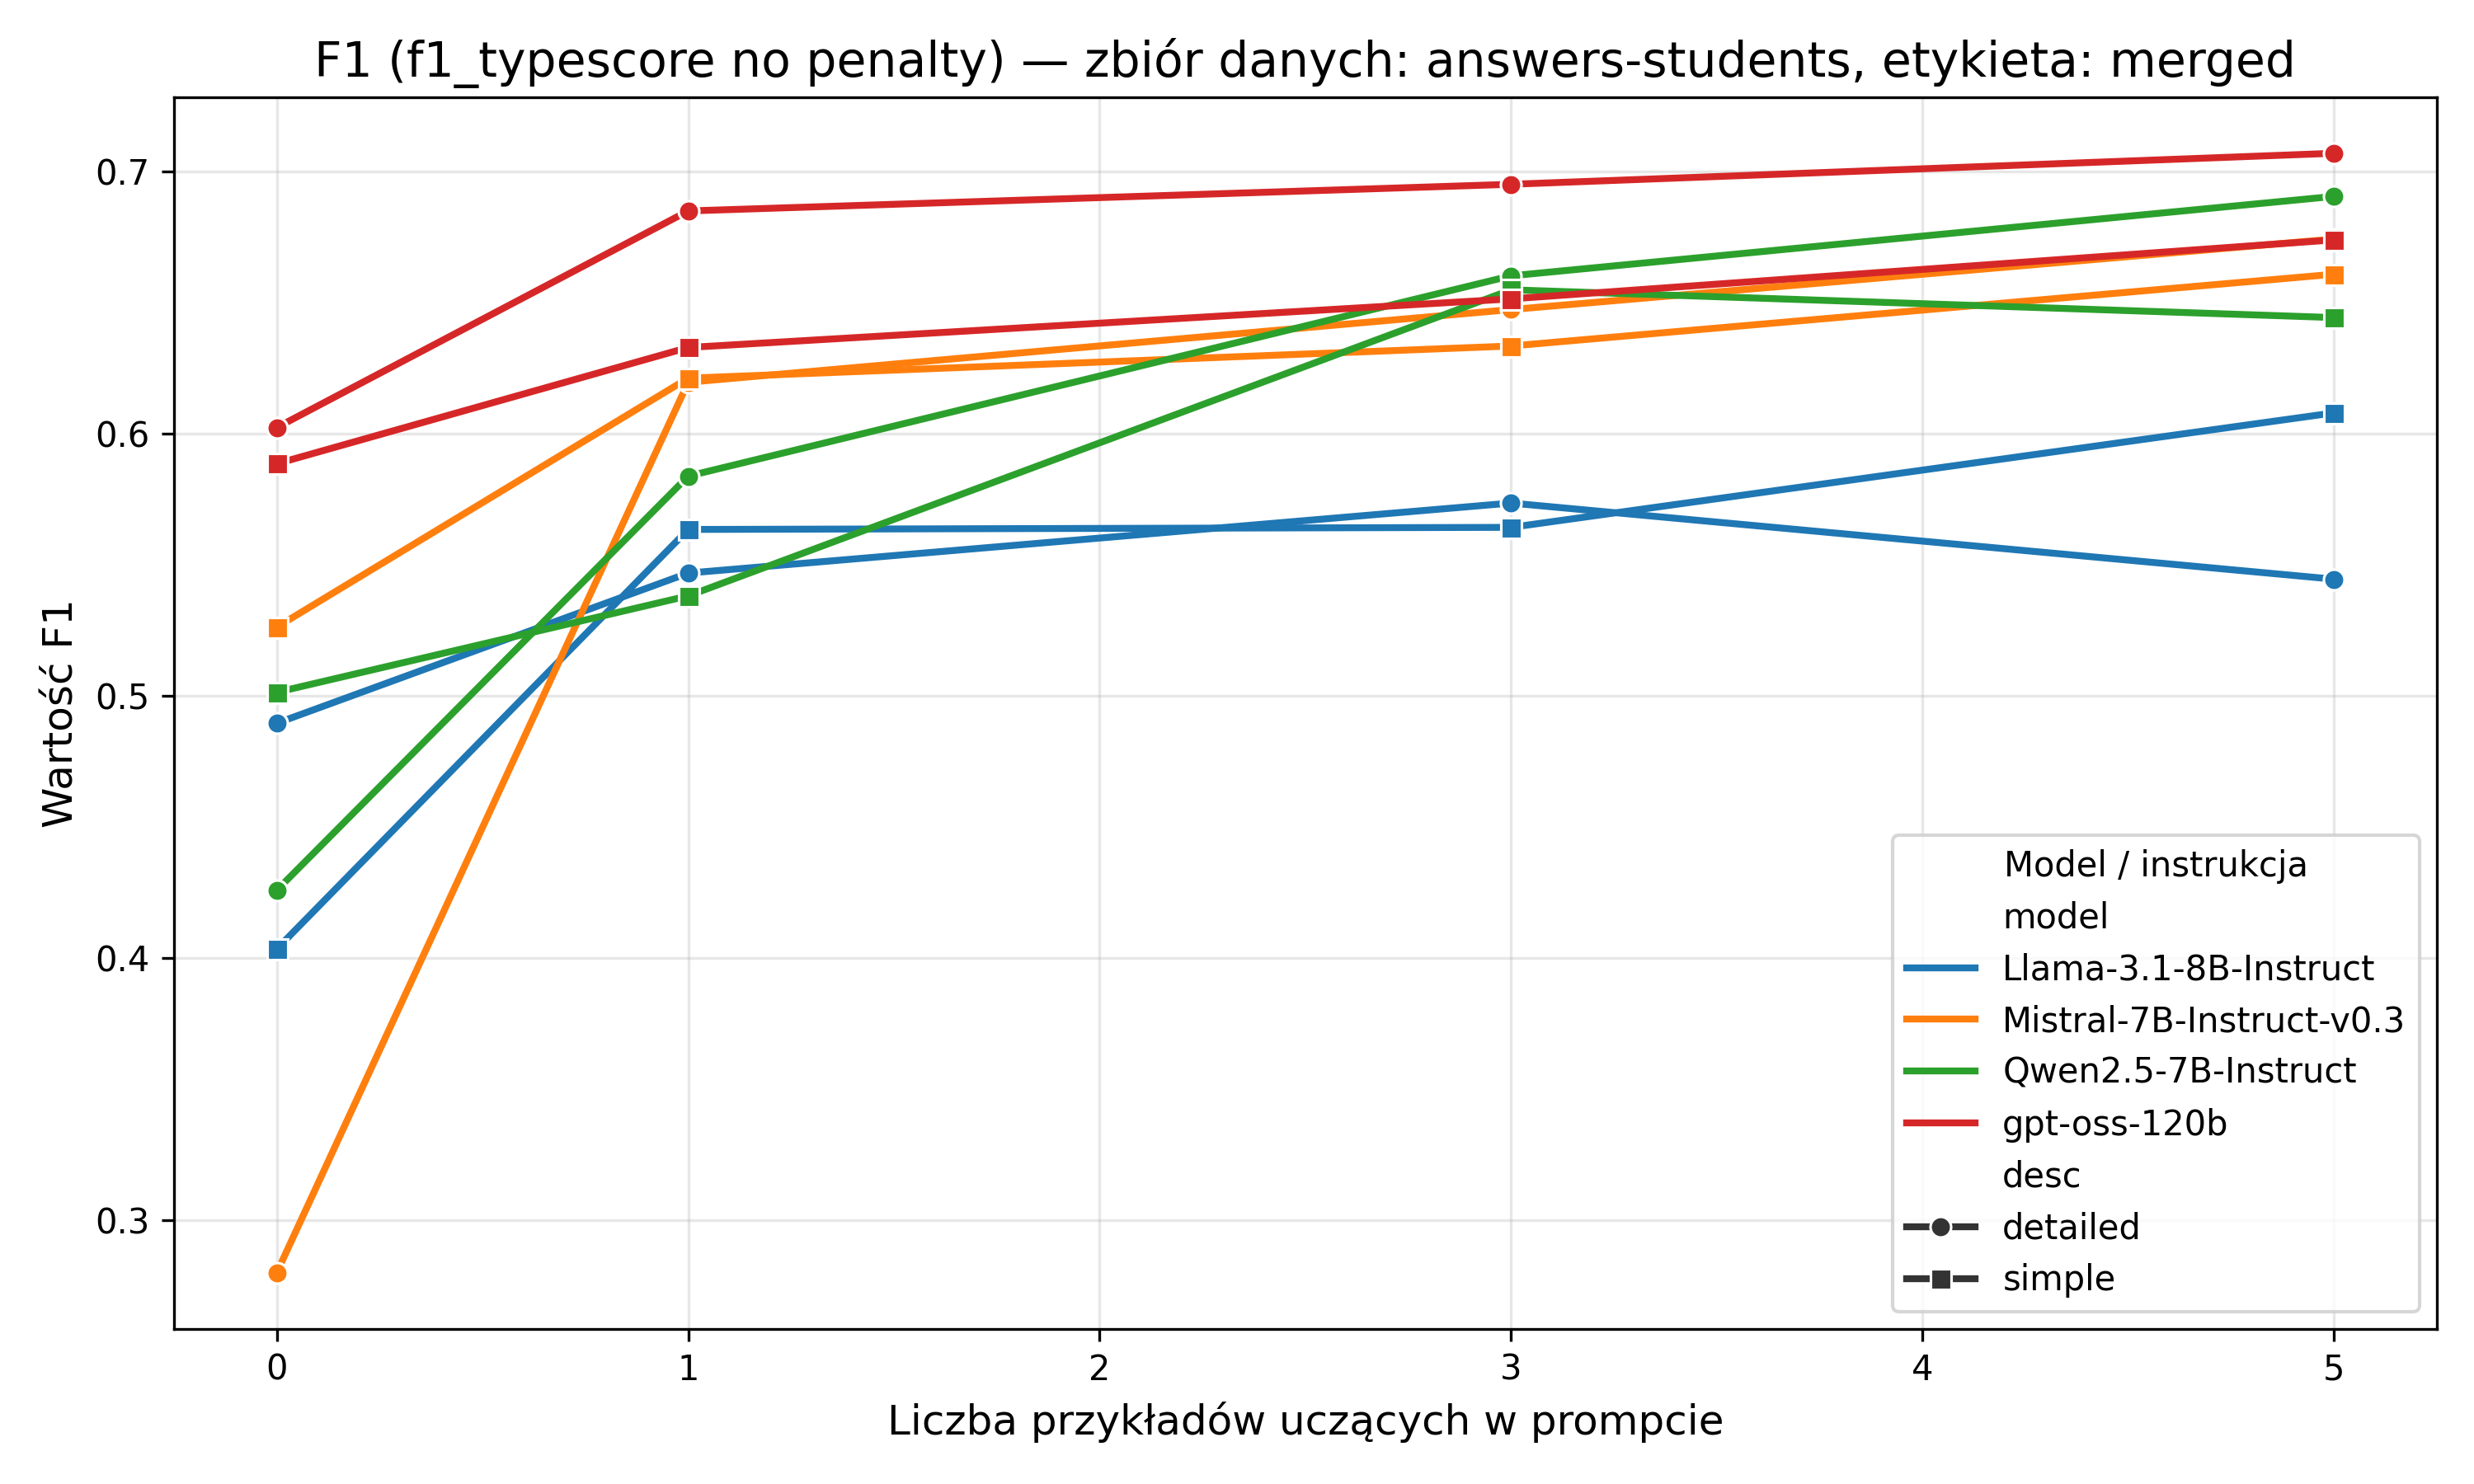 F1 (f1_typescore no penalty) — zbiór danych: answers-students, etykieta: merged
Wartość F1
0.7
0.6
0.5
0.4
0.3
0 1 2 3 4 5
Liczba przykładów uczących w prompcie
Model / instrukcja
model
Llama-3.1-8B-Instruct
Mistral-7B-Instruct-v0.3
Qwen2.5-7B-Instruct
gpt-oss-120b
desc
detailed
simple